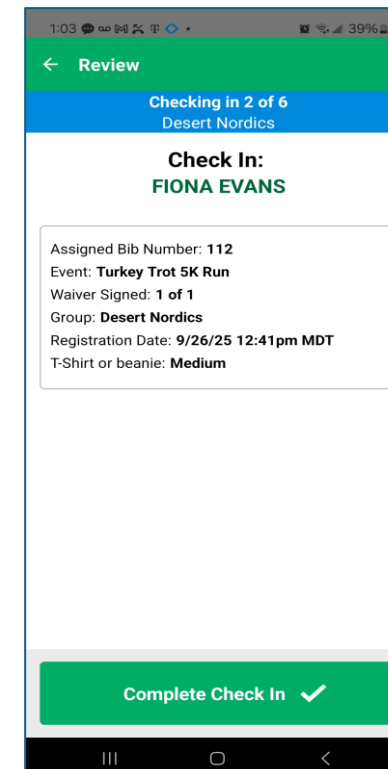 1:03 39%
← Review
Checking in 2 of 6
Desert Nordics
Check In:
FIONA EVANS
Assigned Bib Number: 112
Event: Turkey Trot 5K Run
Waiver Signed: 1 of 1
Group: Desert Nordics
Registration Date: 9/26/25 12:41pm MDT
T-Shirt or beanie: Medium
Complete Check In ✓